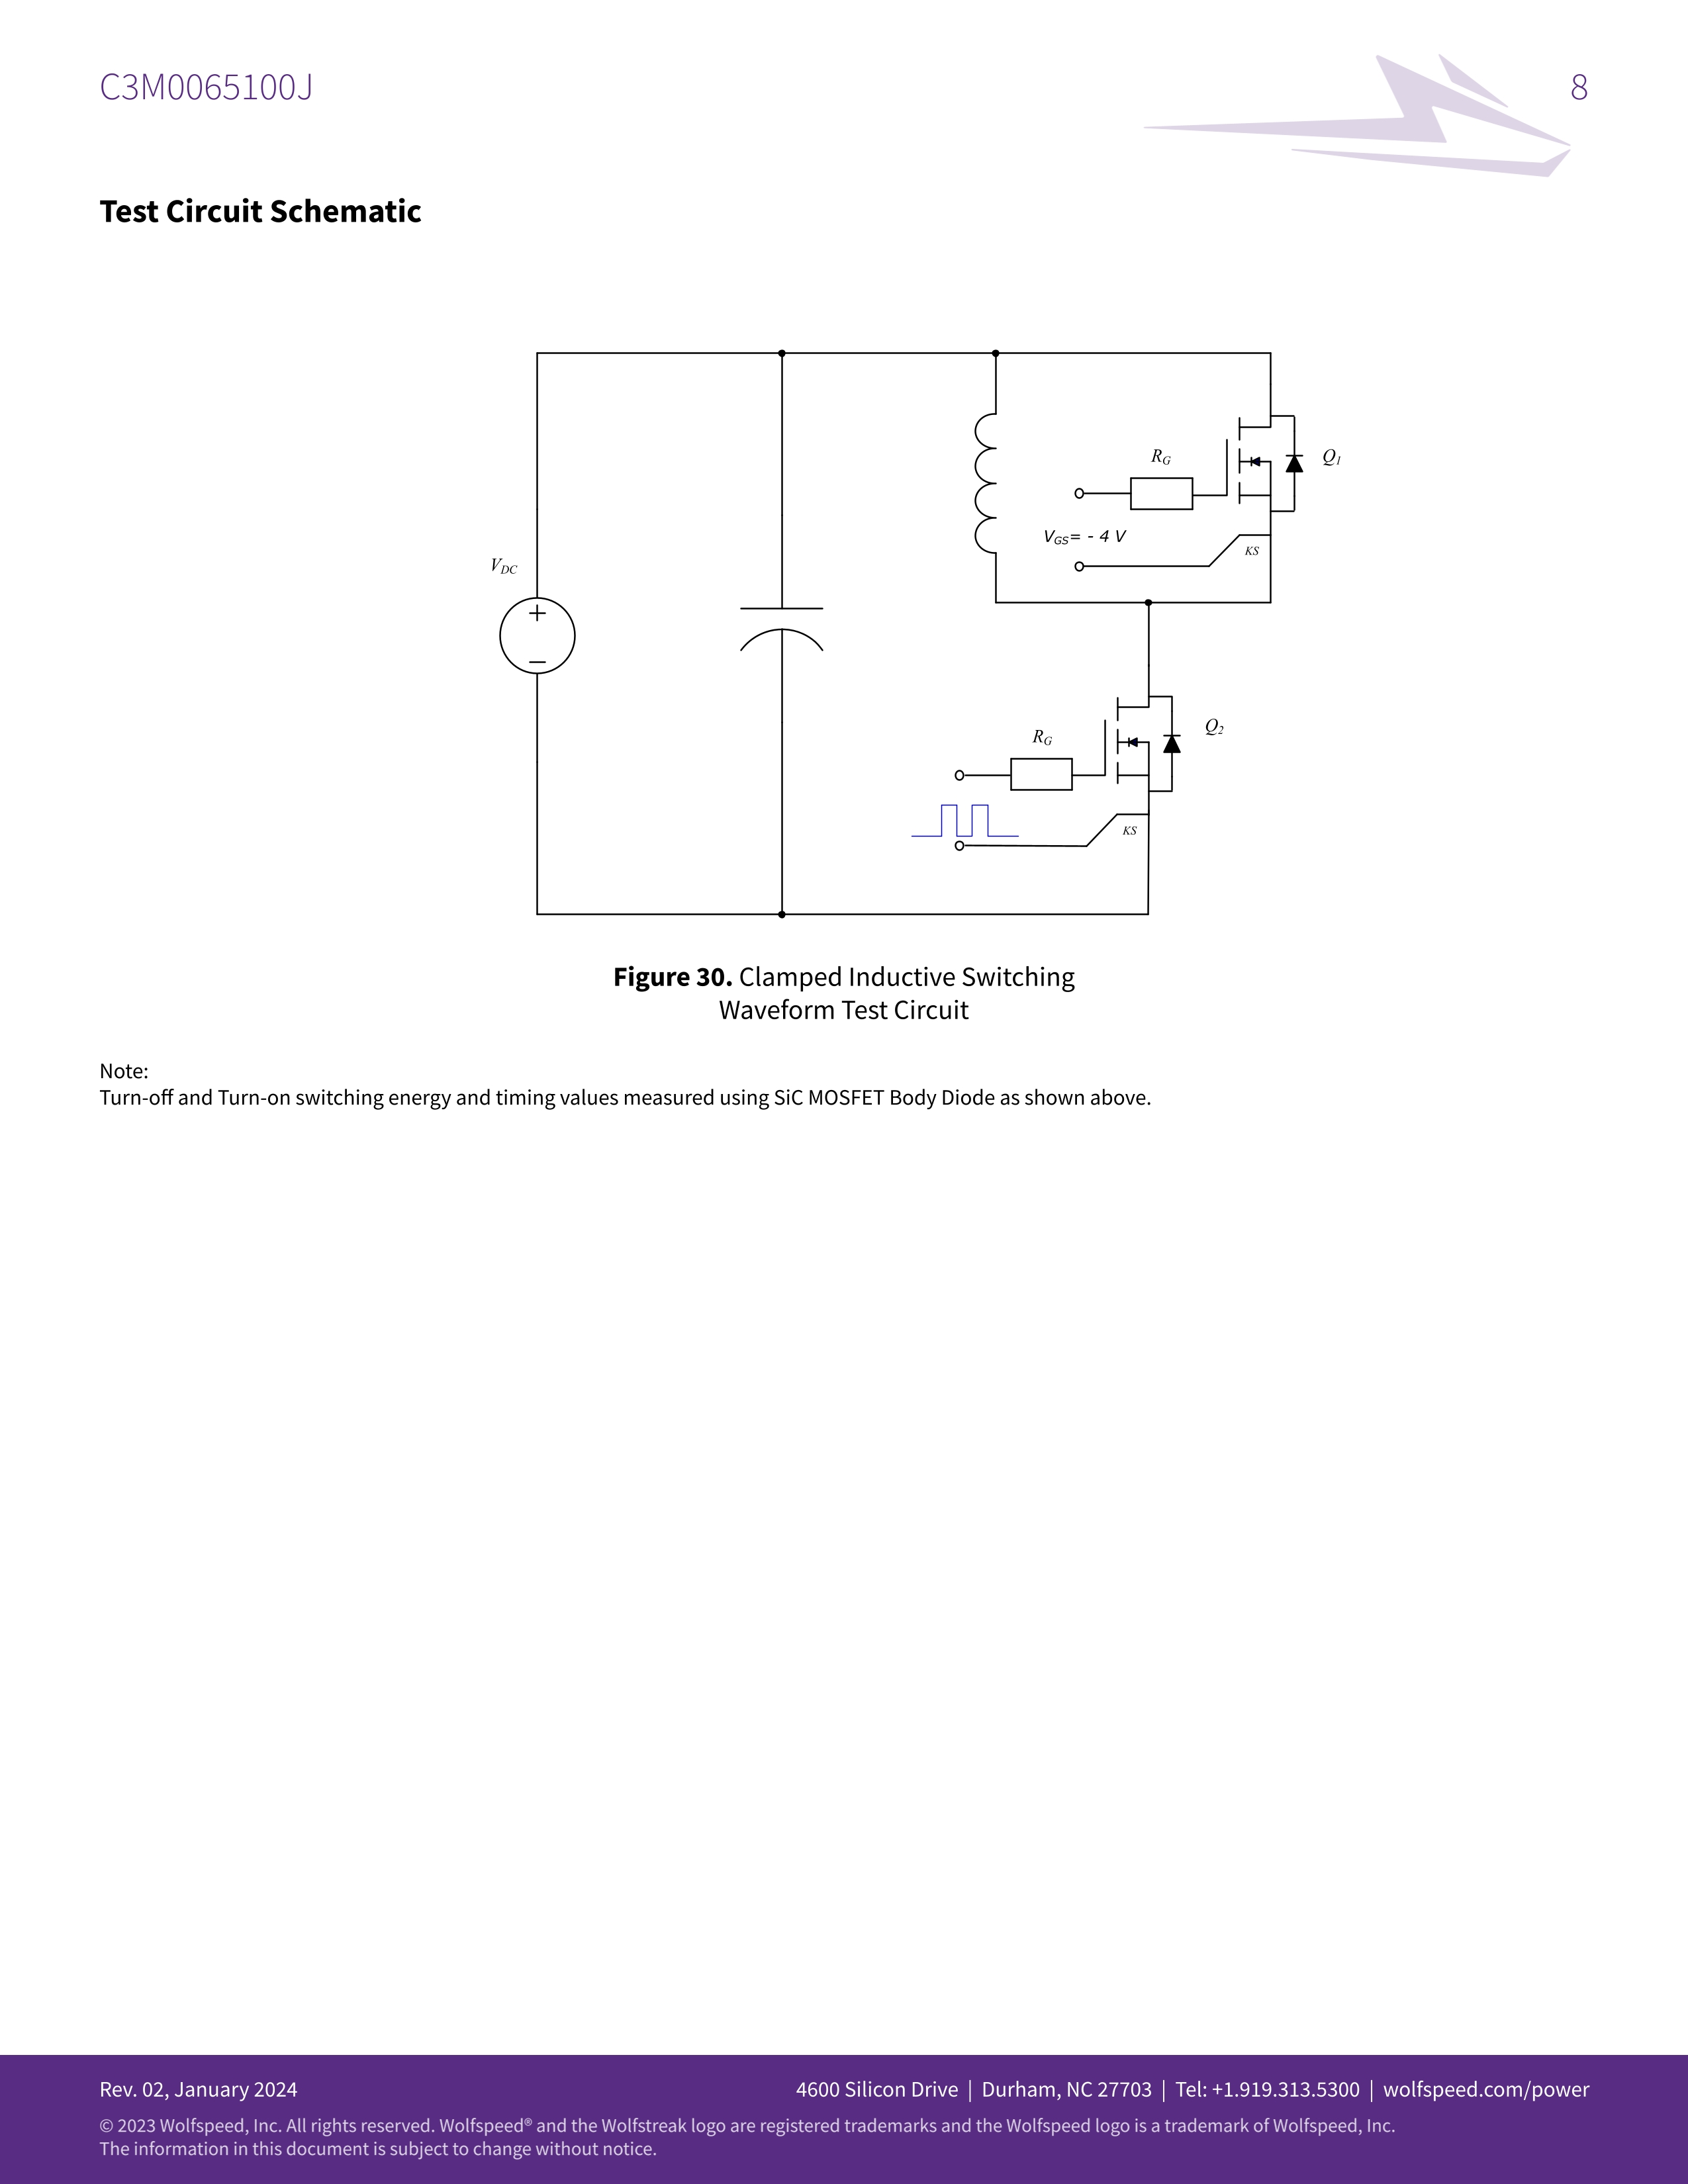 C3M0065100J
8
Test Circuit Schematic
R_G
Q_1
V_GS= - 4 V
KS
V_DC
+
−
R_G
Q_2
KS
Figure 30. Clamped Inductive Switching
Waveform Test Circuit
Note:
Turn-off and Turn-on switching energy and timing values measured using SiC MOSFET Body Diode as shown above.
Rev. 02, January 2024
4600 Silicon Drive | Durham, NC 27703 | Tel: +1.919.313.5300 | wolfspeed.com/power
© 2023 Wolfspeed, Inc. All rights reserved. Wolfspeed® and the Wolfstreak logo are registered trademarks and the Wolfspeed logo is a trademark of Wolfspeed, Inc.
The information in this document is subject to change without notice.